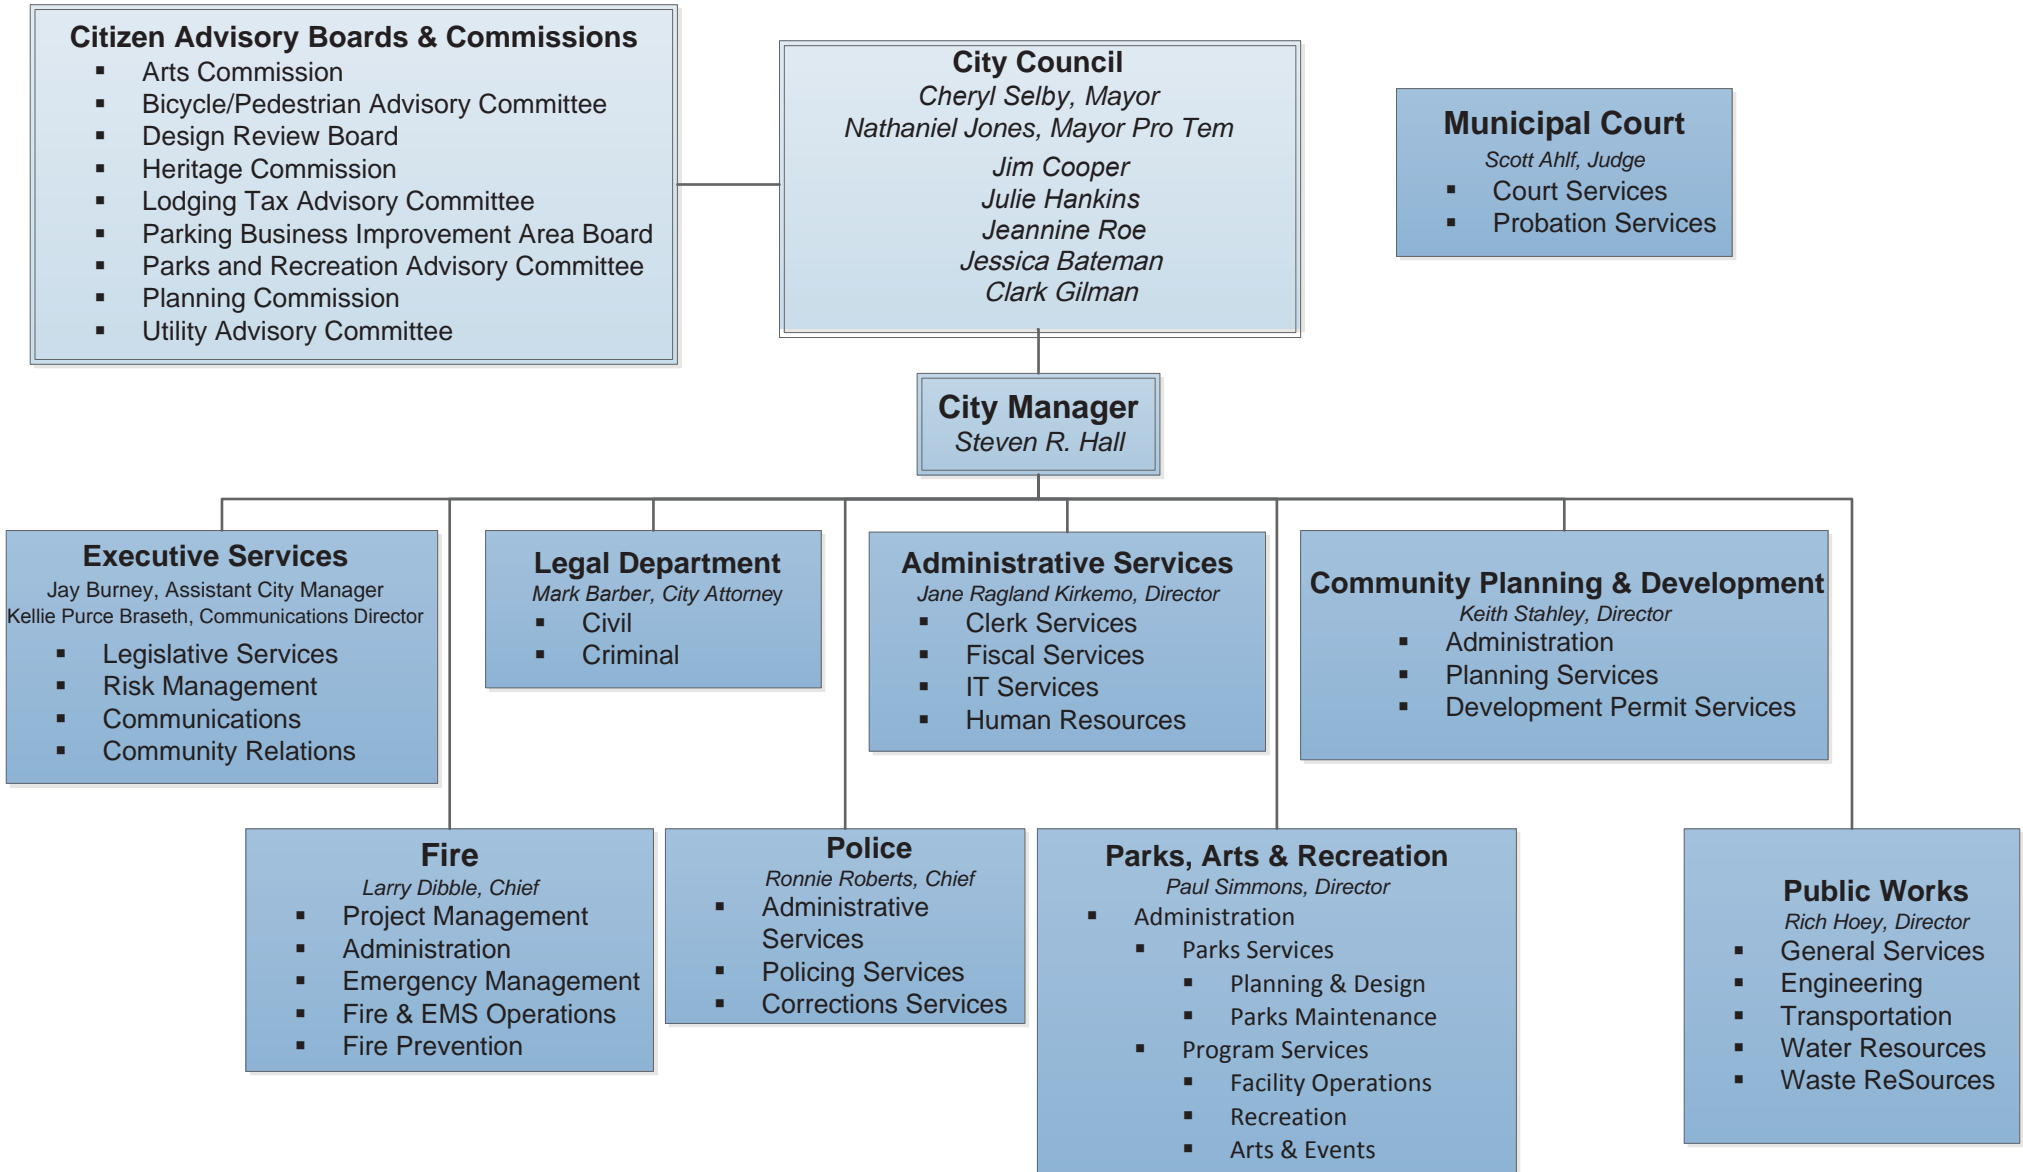 Citizen Advisory Boards & Commissions
▪ Arts Commission
▪ Bicycle/Pedestrian Advisory Committee
▪ Design Review Board
▪ Heritage Commission
▪ Lodging Tax Advisory Committee
▪ Parking Business Improvement Area Board
▪ Parks and Recreation Advisory Committee
▪ Planning Commission
▪ Utility Advisory Committee
City Council
Cheryl Selby, Mayor
Nathaniel Jones, Mayor Pro Tem
Jim Cooper
Julie Hankins
Jeannine Roe
Jessica Bateman
Clark Gilman
Municipal Court
Scott Ahlf, Judge
▪ Court Services
▪ Probation Services
City Manager
Steven R. Hall
Executive Services
Jay Burney, Assistant City Manager
Kellie Purce Braseth, Communications Director
▪ Legislative Services
▪ Risk Management
▪ Communications
▪ Community Relations
Legal Department
Mark Barber, City Attorney
▪ Civil
▪ Criminal
Administrative Services
Jane Ragland Kirkemo, Director
▪ Clerk Services
▪ Fiscal Services
▪ IT Services
▪ Human Resources
Community Planning & Development
Keith Stahley, Director
▪ Administration
▪ Planning Services
▪ Development Permit Services
Fire
Larry Dibble, Chief
▪ Project Management
▪ Administration
▪ Emergency Management
▪ Fire & EMS Operations
▪ Fire Prevention
Police
Ronnie Roberts, Chief
▪ Administrative
Services
▪ Policing Services
▪ Corrections Services
Parks, Arts & Recreation
Paul Simmons, Director
▪ Administration
▪ Parks Services
▪ Planning & Design
▪ Parks Maintenance
▪ Program Services
▪ Facility Operations
▪ Recreation
▪ Arts & Events
Public Works
Rich Hoey, Director
▪ General Services
▪ Engineering
▪ Transportation
▪ Water Resources
▪ Waste ReSources